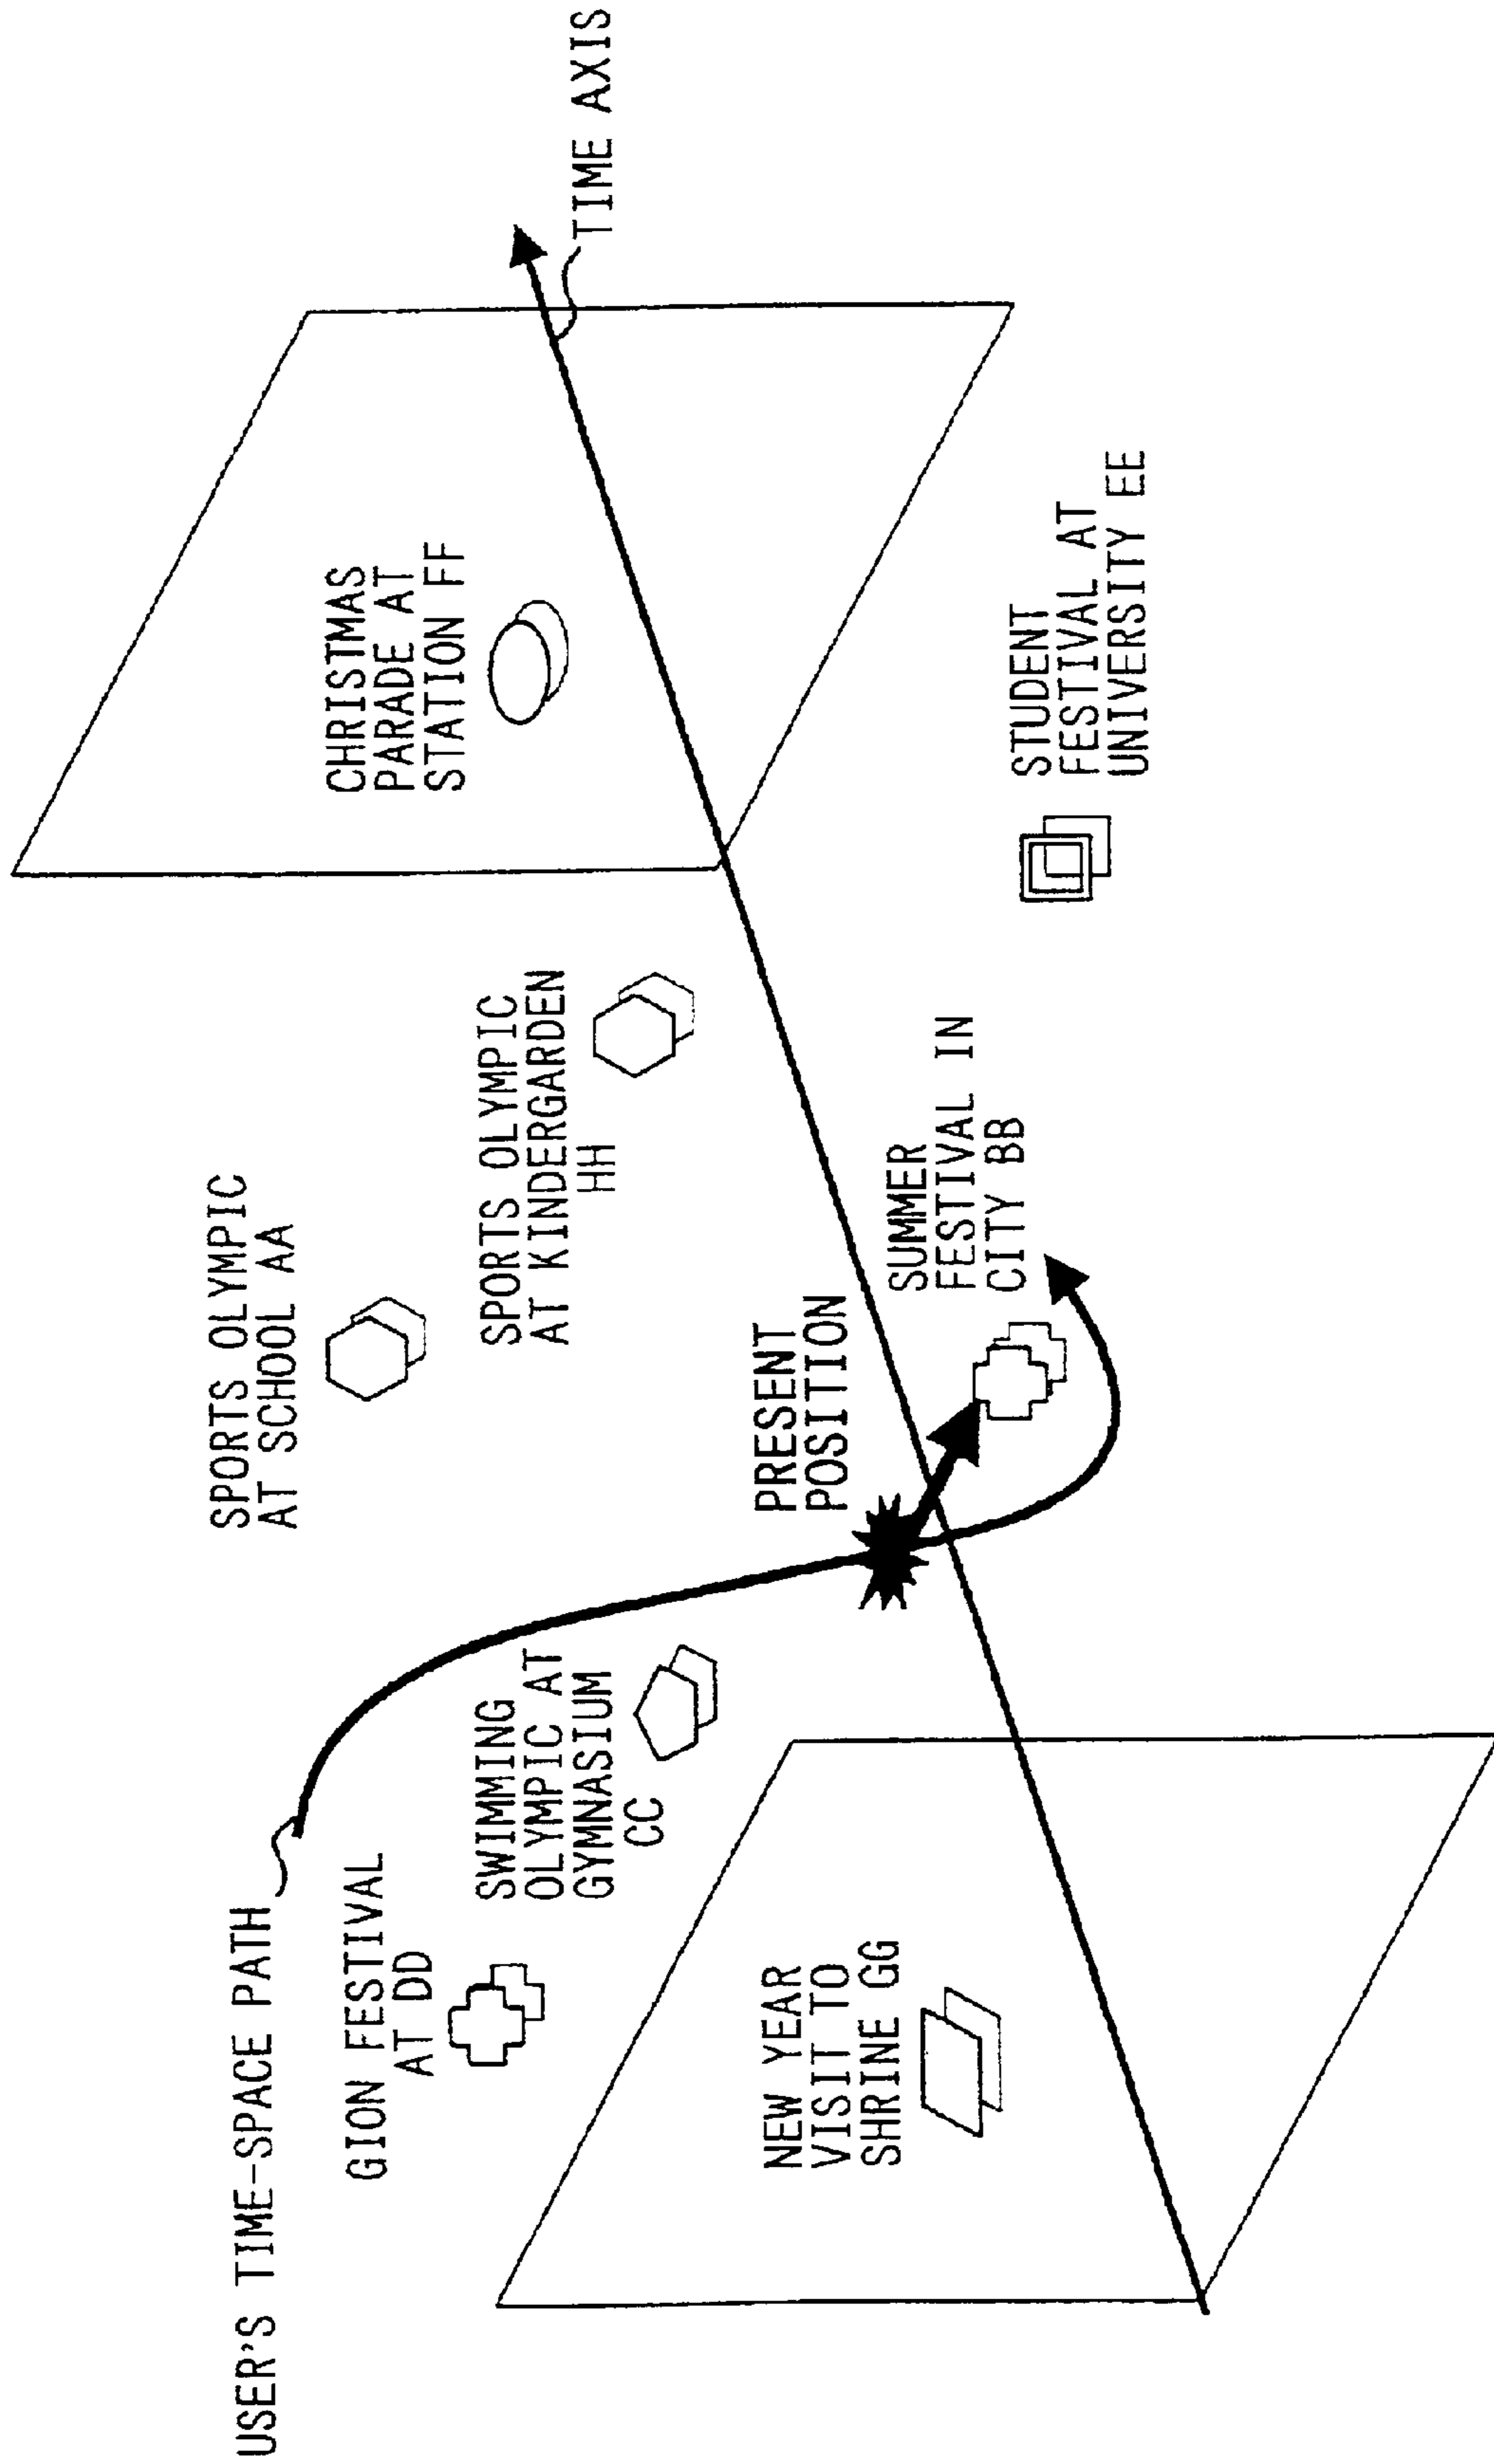 USER'S TIME-SPACE PATH
GION FESTIVAL
AT DD
SWIMMING
OLYMPIC AT
GYMNASIUM
CC
NEW YEAR
VISIT TO
SHRINE GG
SPORTS OLYMPIC
AT SCHOOL AA
SPORTS OLYMPIC
AT KINDERGARDEN
HH
PRESENT
POSITION
SUMMER
FESTIVAL IN
CITY BB
CHRISTMAS
PARADE AT
STATION FF
STUDENT
FESTIVAL AT
UNIVERSITY EE
TIME AXIS